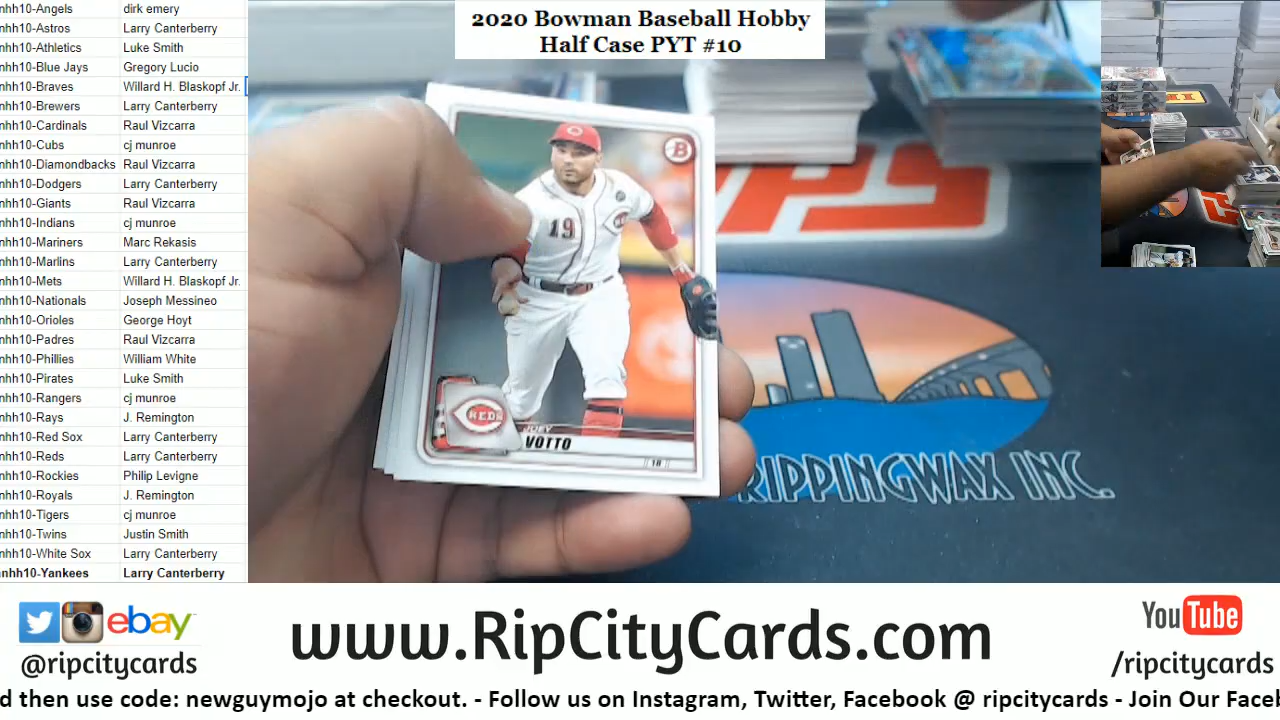 nhh10-Angels dirk emery
nhh10-Astros Larry Canterberry
nhh10-Athletics Luke Smith
nhh10-Blue Jays Gregory Lucio
nhh10-Braves Willard H. Blaskopf Jr.
nhh10-Brewers Larry Canterberry
nhh10-Cardinals Raul Vizcarra
nhh10-Cubs cj munroe
nhh10-Diamondbacks Raul Vizcarra
nhh10-Dodgers Larry Canterberry
nhh10-Giants Raul Vizcarra
nhh10-Indians cj munroe
nhh10-Mariners Marc Rekasis
nhh10-Marlins Larry Canterberry
nhh10-Mets Willard H. Blaskopf Jr.
nhh10-Nationals Joseph Messineo
nhh10-Orioles George Hoyt
nhh10-Padres Raul Vizcarra
nhh10-Phillies William White
nhh10-Pirates Luke Smith
nhh10-Rangers cj munroe
nhh10-Rays J. Remington
nhh10-Red Sox Larry Canterberry
nhh10-Reds Larry Canterberry
nhh10-Rockies Philip Levigne
nhh10-Royals J. Remington
nhh10-Tigers cj munroe
nhh10-Twins Justin Smith
nhh10-White Sox Larry Canterberry
nhh10-Yankees Larry Canterberry
2020 Bowman Baseball Hobby
Half Case PYT #10
B
19
REDS
JOEY
VOTTO
1B
PS
RIPPINGWAX INC.
ebay
@ripcitycards
www.RipCityCards.com
YouTube
/ripcitycards
d then use code: newguymojo at checkout. - Follow us on Instagram, Twitter, Facebook @ ripcitycards - Join Our Faceb